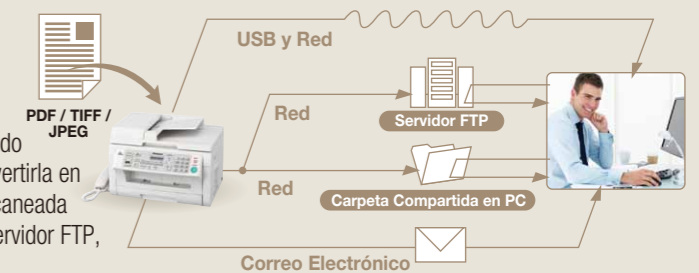 USB y Red
PDF / TIFF /
JPEG
Red
Servidor FTP
Red
Carpeta Compartida en PC
Correo Electrónico
do
vertirla en
caneada
ervidor FTP,